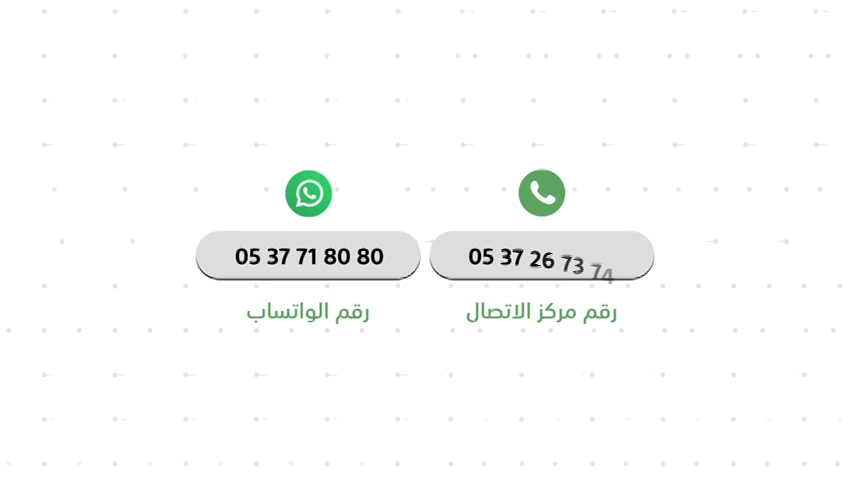 05 37 26 73 74
رقم مركز الاتصال
05 37 71 80 80
رقم الواتساب